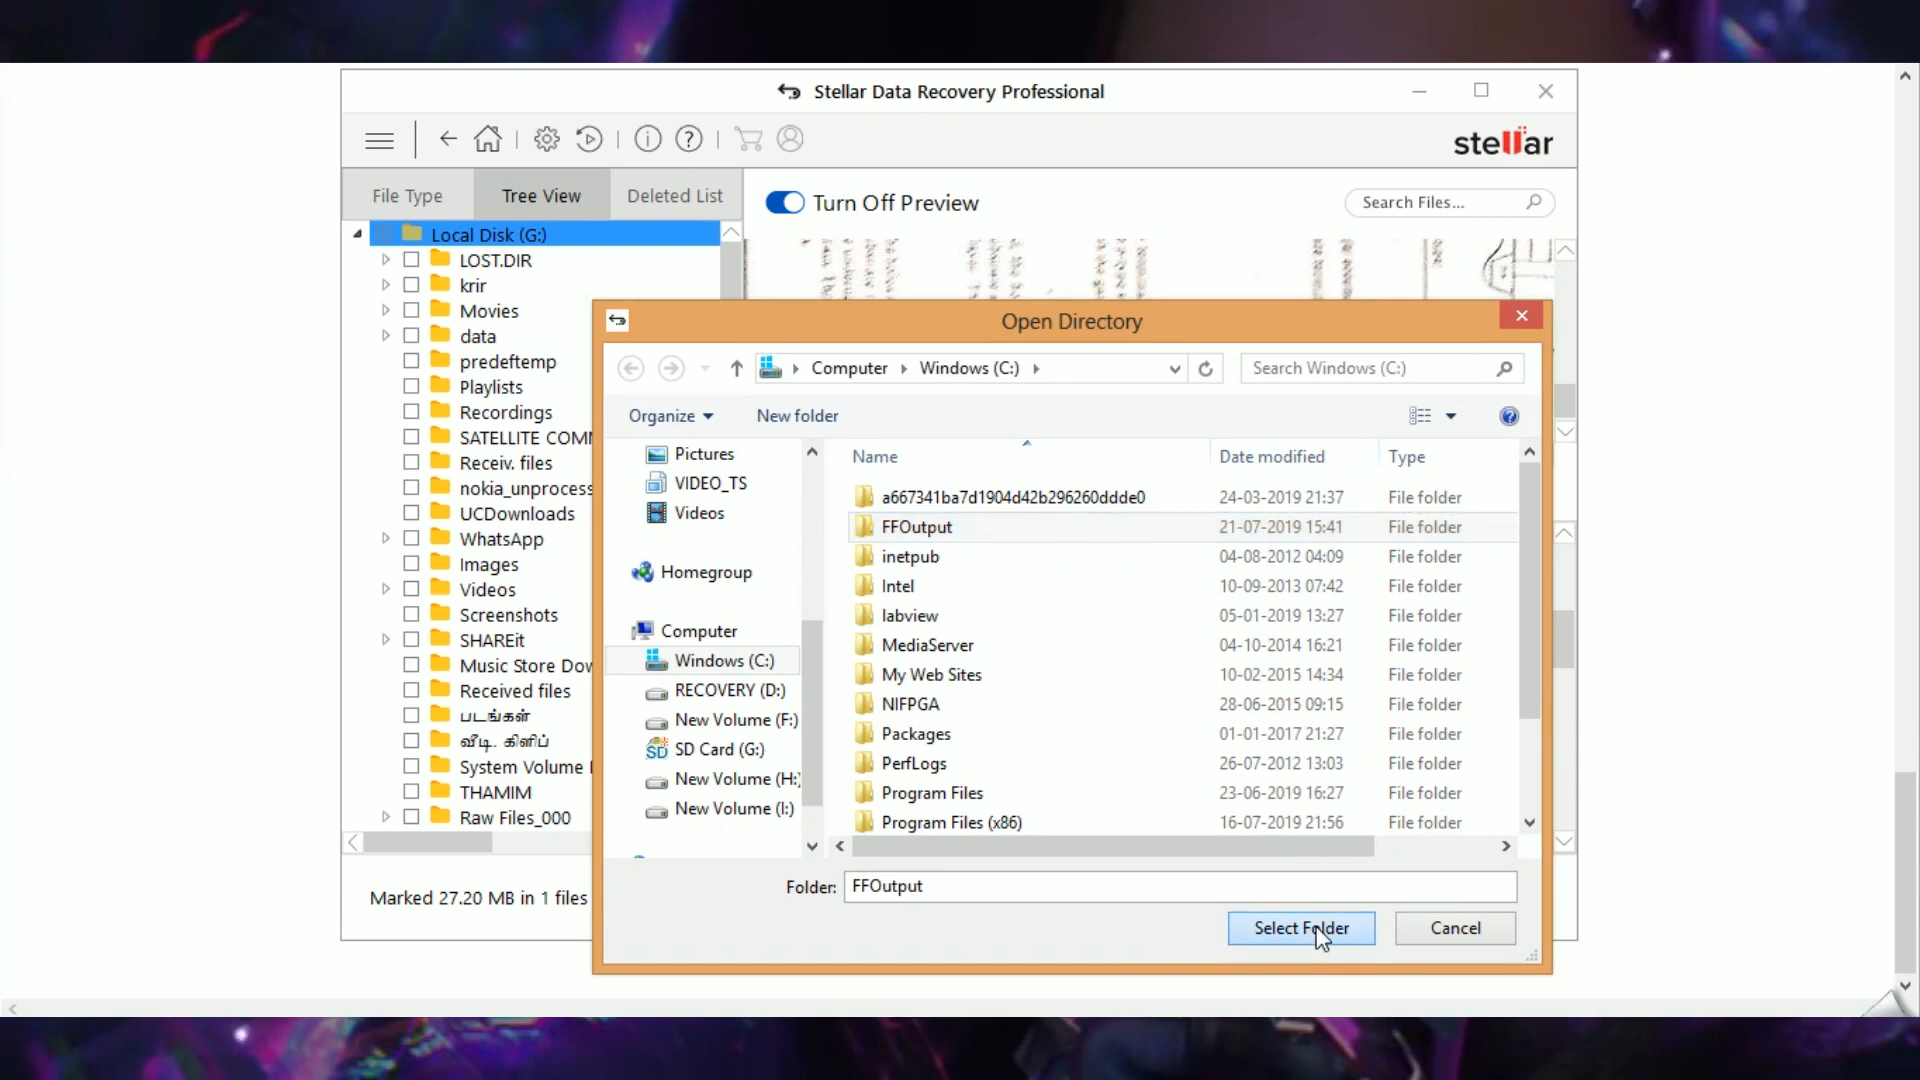 Stellar Data Recovery Professional
stellar
File Type
Tree View
Deleted List
Turn Off Preview
Search Files...
Local Disk (G:)
LOST.DIR
krir
Movies
data
predeftemp
Playlists
Recordings
SATELLITE COM
Receiv. files
nokia_unprocess
UCDownloads
WhatsApp
Images
Videos
Screenshots
SHAREit
Music Store Dow
Received files
படங்கள்
வீடி. கிளிப்
System Volume
THAMIM
Raw Files_000
Marked 27.20 MB in 1 files
Open Directory
Computer
Windows (C:)
Search Windows (C:)
Organize
New folder
Pictures
VIDEO_TS
Videos
Homegroup
Computer
Windows (C:)
RECOVERY (D:)
New Volume (F:)
SD Card (G:)
New Volume (H:
New Volume (I:)
Name Date modified Type
a667341ba7d1904d42b296260ddde0 24-03-2019 21:37 File folder
FFOutput 21-07-2019 15:41 File folder
inetpub 04-08-2012 04:09 File folder
Intel 10-09-2013 07:42 File folder
labview 05-01-2019 13:27 File folder
MediaServer 04-10-2014 16:21 File folder
My Web Sites 10-02-2015 14:34 File folder
NIFPGA 28-06-2015 09:15 File folder
Packages 01-01-2017 21:27 File folder
PerfLogs 26-07-2012 13:03 File folder
Program Files 23-06-2019 16:27 File folder
Program Files (x86) 16-07-2019 21:56 File folder
Folder: FFOutput
Select Folder
Cancel